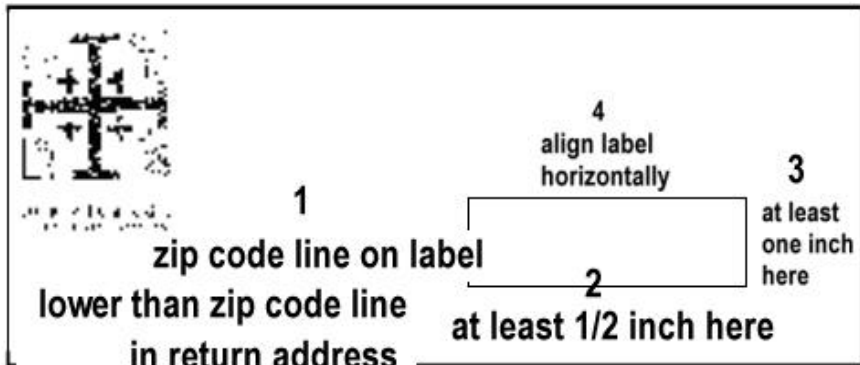 4
align label
horizontally
3
at least
one inch
here
1
zip code line on label
lower than zip code line
in return address
2
at least 1/2 inch here